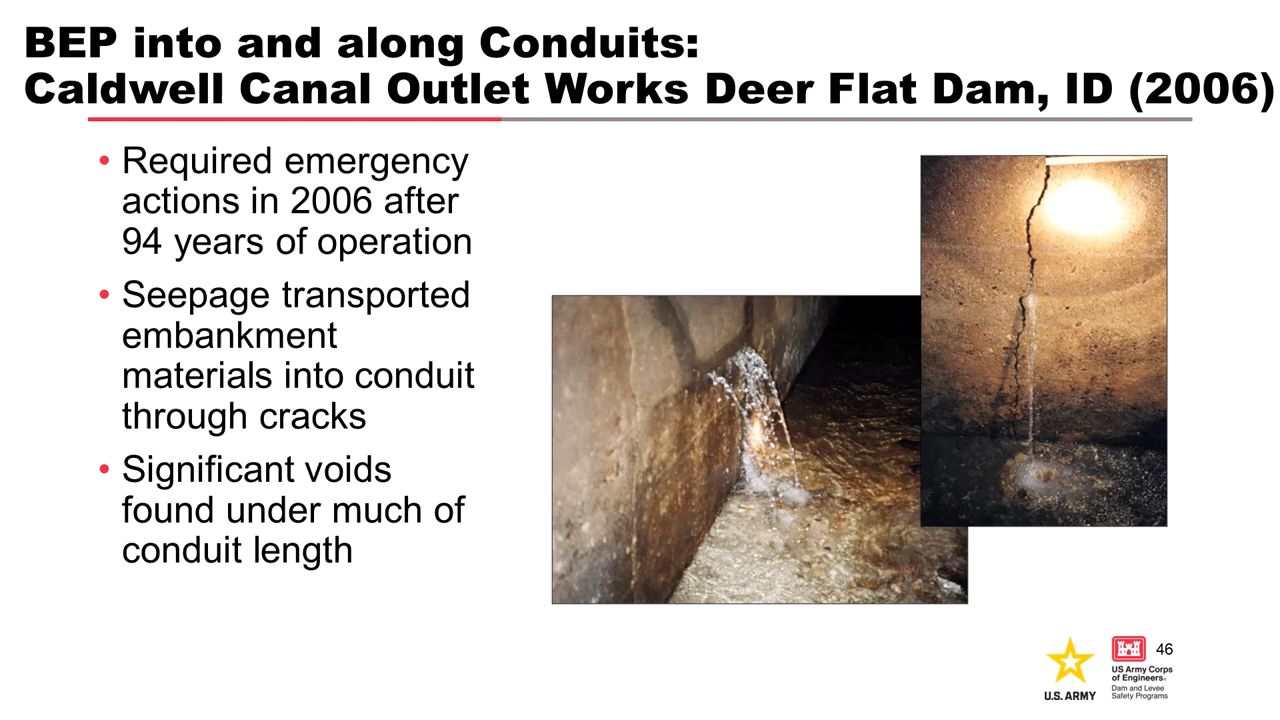 BEP into and along Conduits:
Caldwell Canal Outlet Works Deer Flat Dam, ID (2006)
• Required emergency
actions in 2006 after
94 years of operation
• Seepage transported
embankment
materials into conduit
through cracks
• Significant voids
found under much of
conduit length
46
U.S. ARMY
US Army Corps
of Engineers®
Dam and Levee
Safety Programs